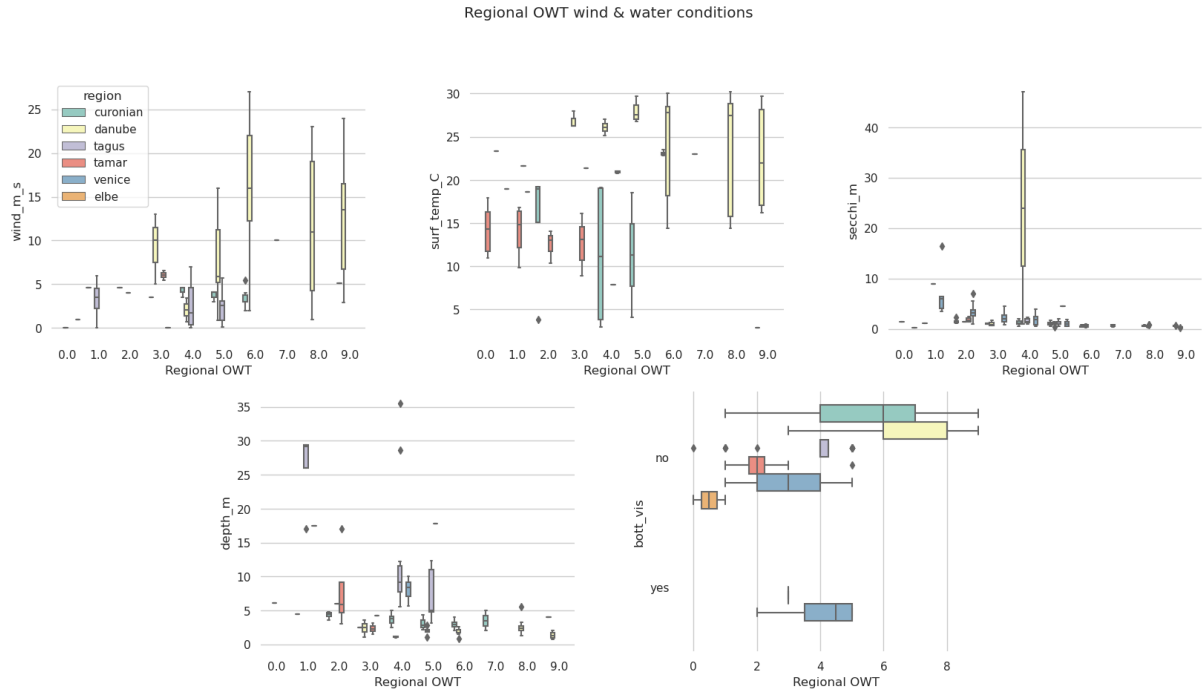 Regional OWT wind & water conditions
wind_m_s
25
20
15
10
5
0
region
curonian
danube
tagus
tamar
venice
elbe
0.0 1.0 2.0 3.0 4.0 5.0 6.0 7.0 8.0 9.0
Regional OWT
surf_temp_C
30
25
20
15
10
5
0
0.0 1.0 2.0 3.0 4.0 5.0 6.0 7.0 8.0 9.0
Regional OWT
secchi_m
40
30
20
10
0
0.0 1.0 2.0 3.0 4.0 5.0 6.0 7.0 8.0 9.0
Regional OWT
depth_m
35
30
25
20
15
10
5
0
0.0 1.0 2.0 3.0 4.0 5.0 6.0 7.0 8.0 9.0
Regional OWT
bott_vis
no
yes
0 2 4 6 8
Regional OWT